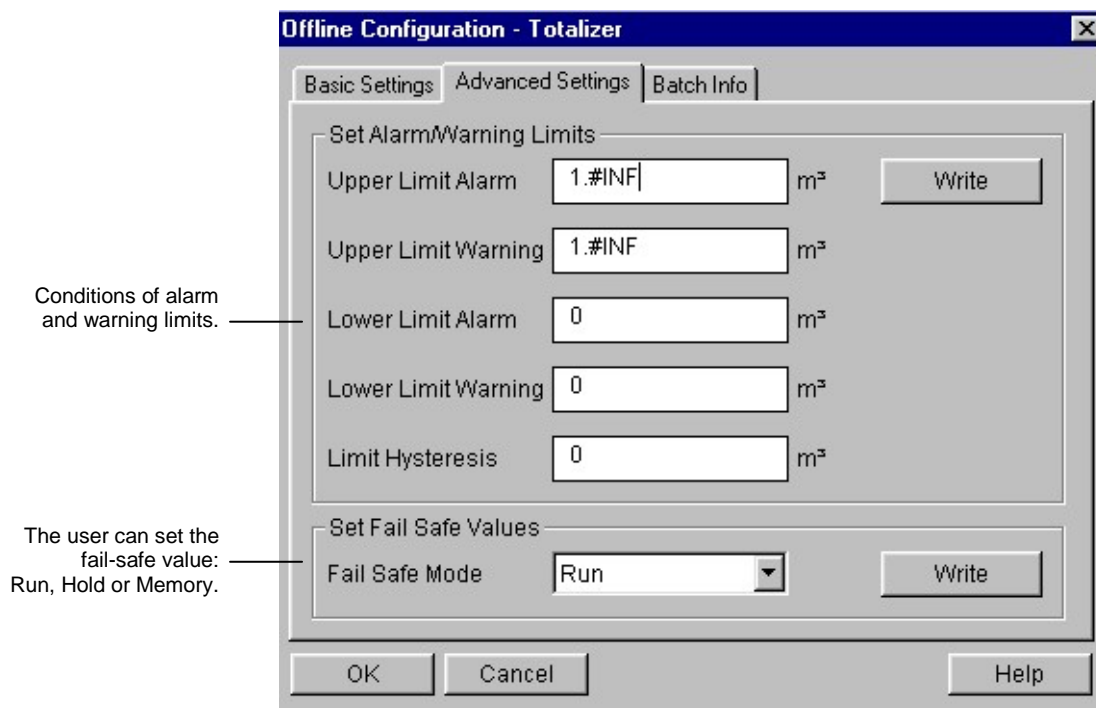 Offline Configuration - Totalizer
Basic Settings Advanced Settings Batch Info
Set Alarm/Warning Limits
Upper Limit Alarm 1.#INF m³ Write
Upper Limit Warning 1.#INF m³
Conditions of alarm
and warning limits.
Lower Limit Alarm 0 m³
Lower Limit Warning 0 m³
Limit Hysteresis 0 m³
The user can set the
fail-safe value:
Run, Hold or Memory.
Set Fail Safe Values
Fail Safe Mode Run Write
OK Cancel Help